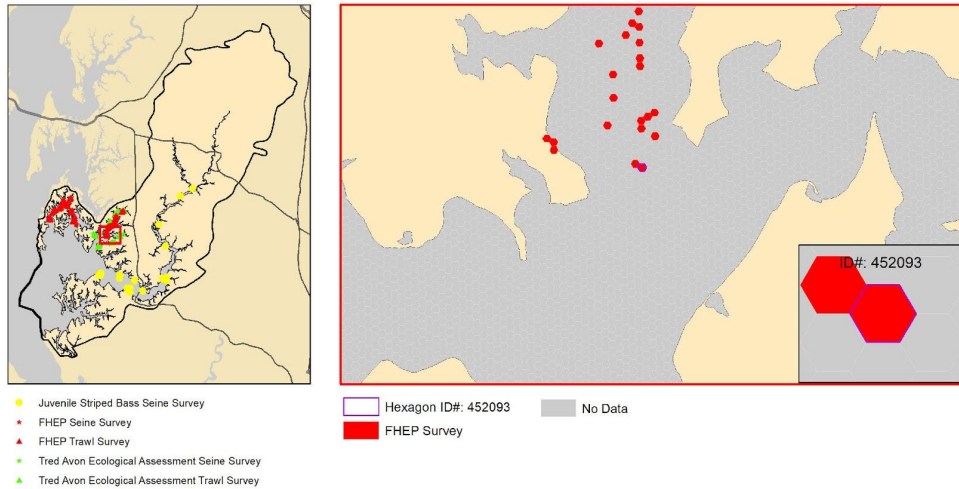 ID#: 452093
Juvenile Striped Bass Seine Survey
FHEP Seine Survey
FHEP Trawl Survey
Tred Avon Ecological Assessment Seine Survey
Tred Avon Ecological Assessment Trawl Survey
Hexagon ID#: 452093
No Data
FHEP Survey